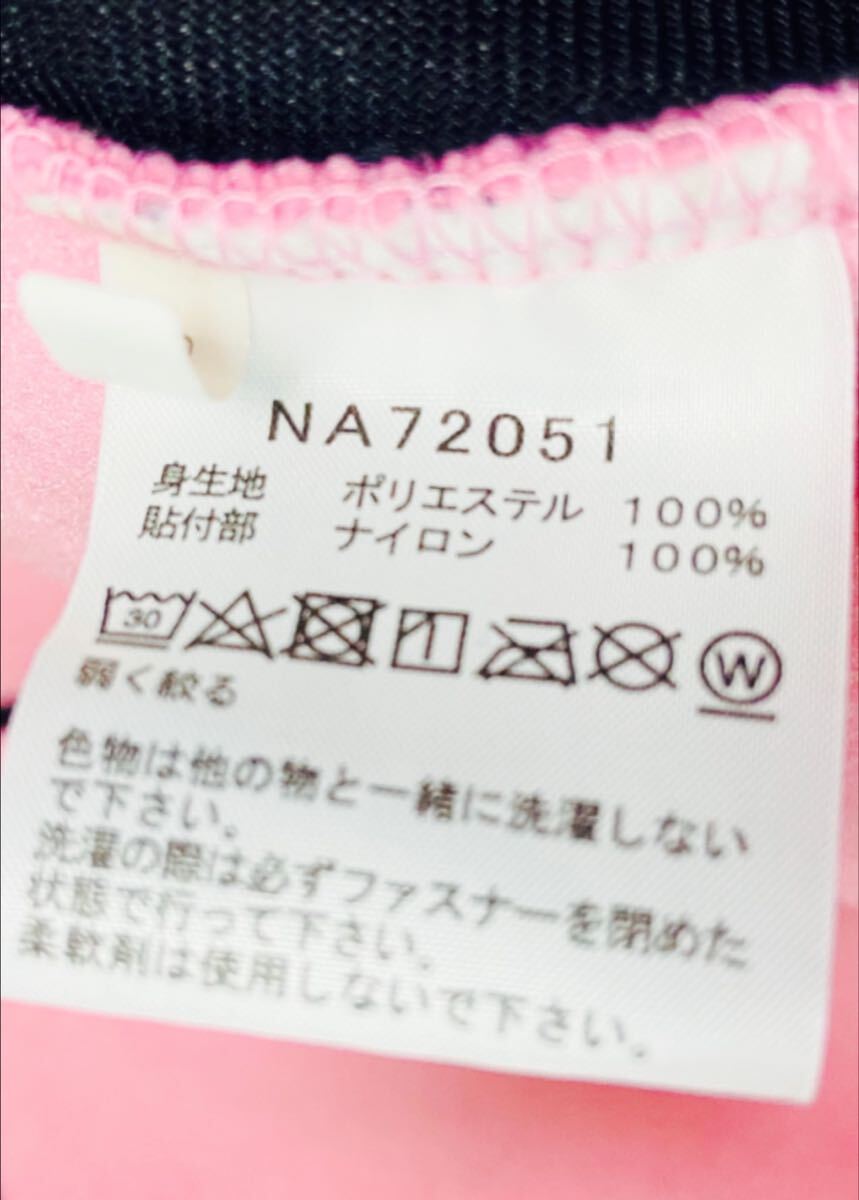 NA72051
身生地 ポリエステル 100%
貼付部 ナイロン 100%
30 W
弱く絞る
色物は他の物と一緒に洗濯しない
で下さい。
洗濯の際は必ずファスナーを閉めた
状態で行って下さい。
柔軟剤は使用しないで下さい。